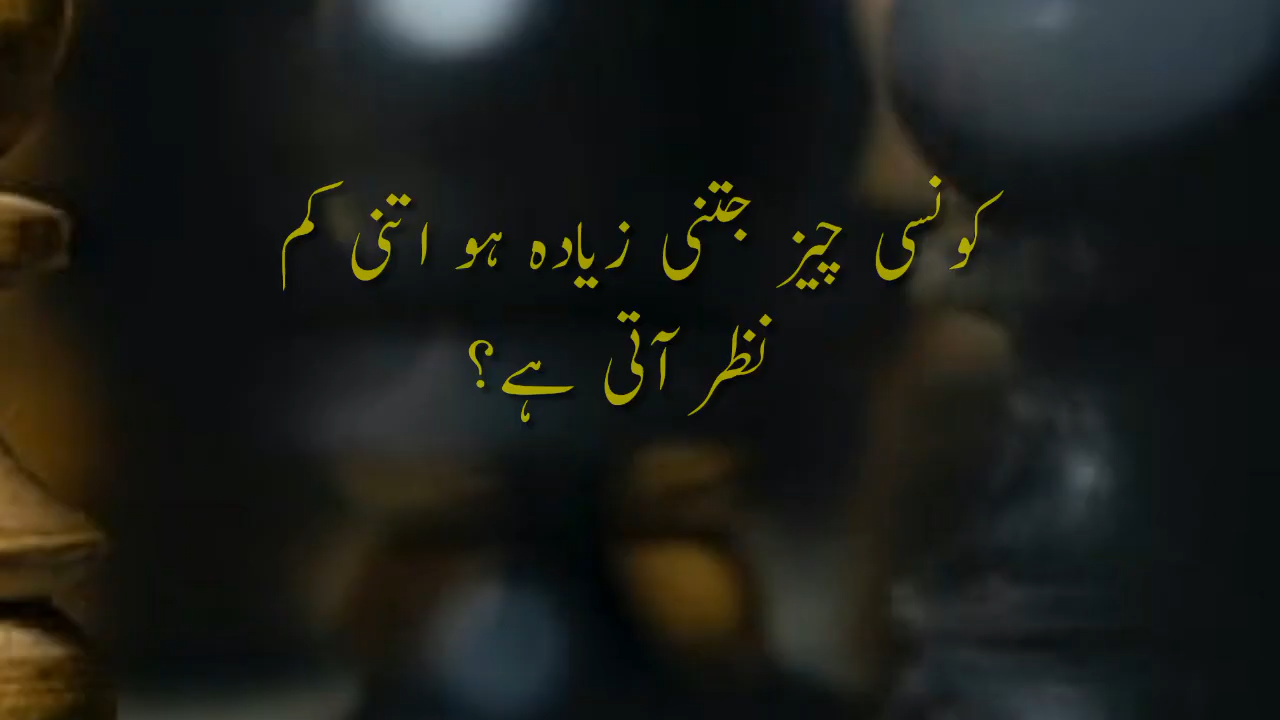 کونسی چیز جتنی زیادہ ہو اتنی کم
نظر آتی ہے؟